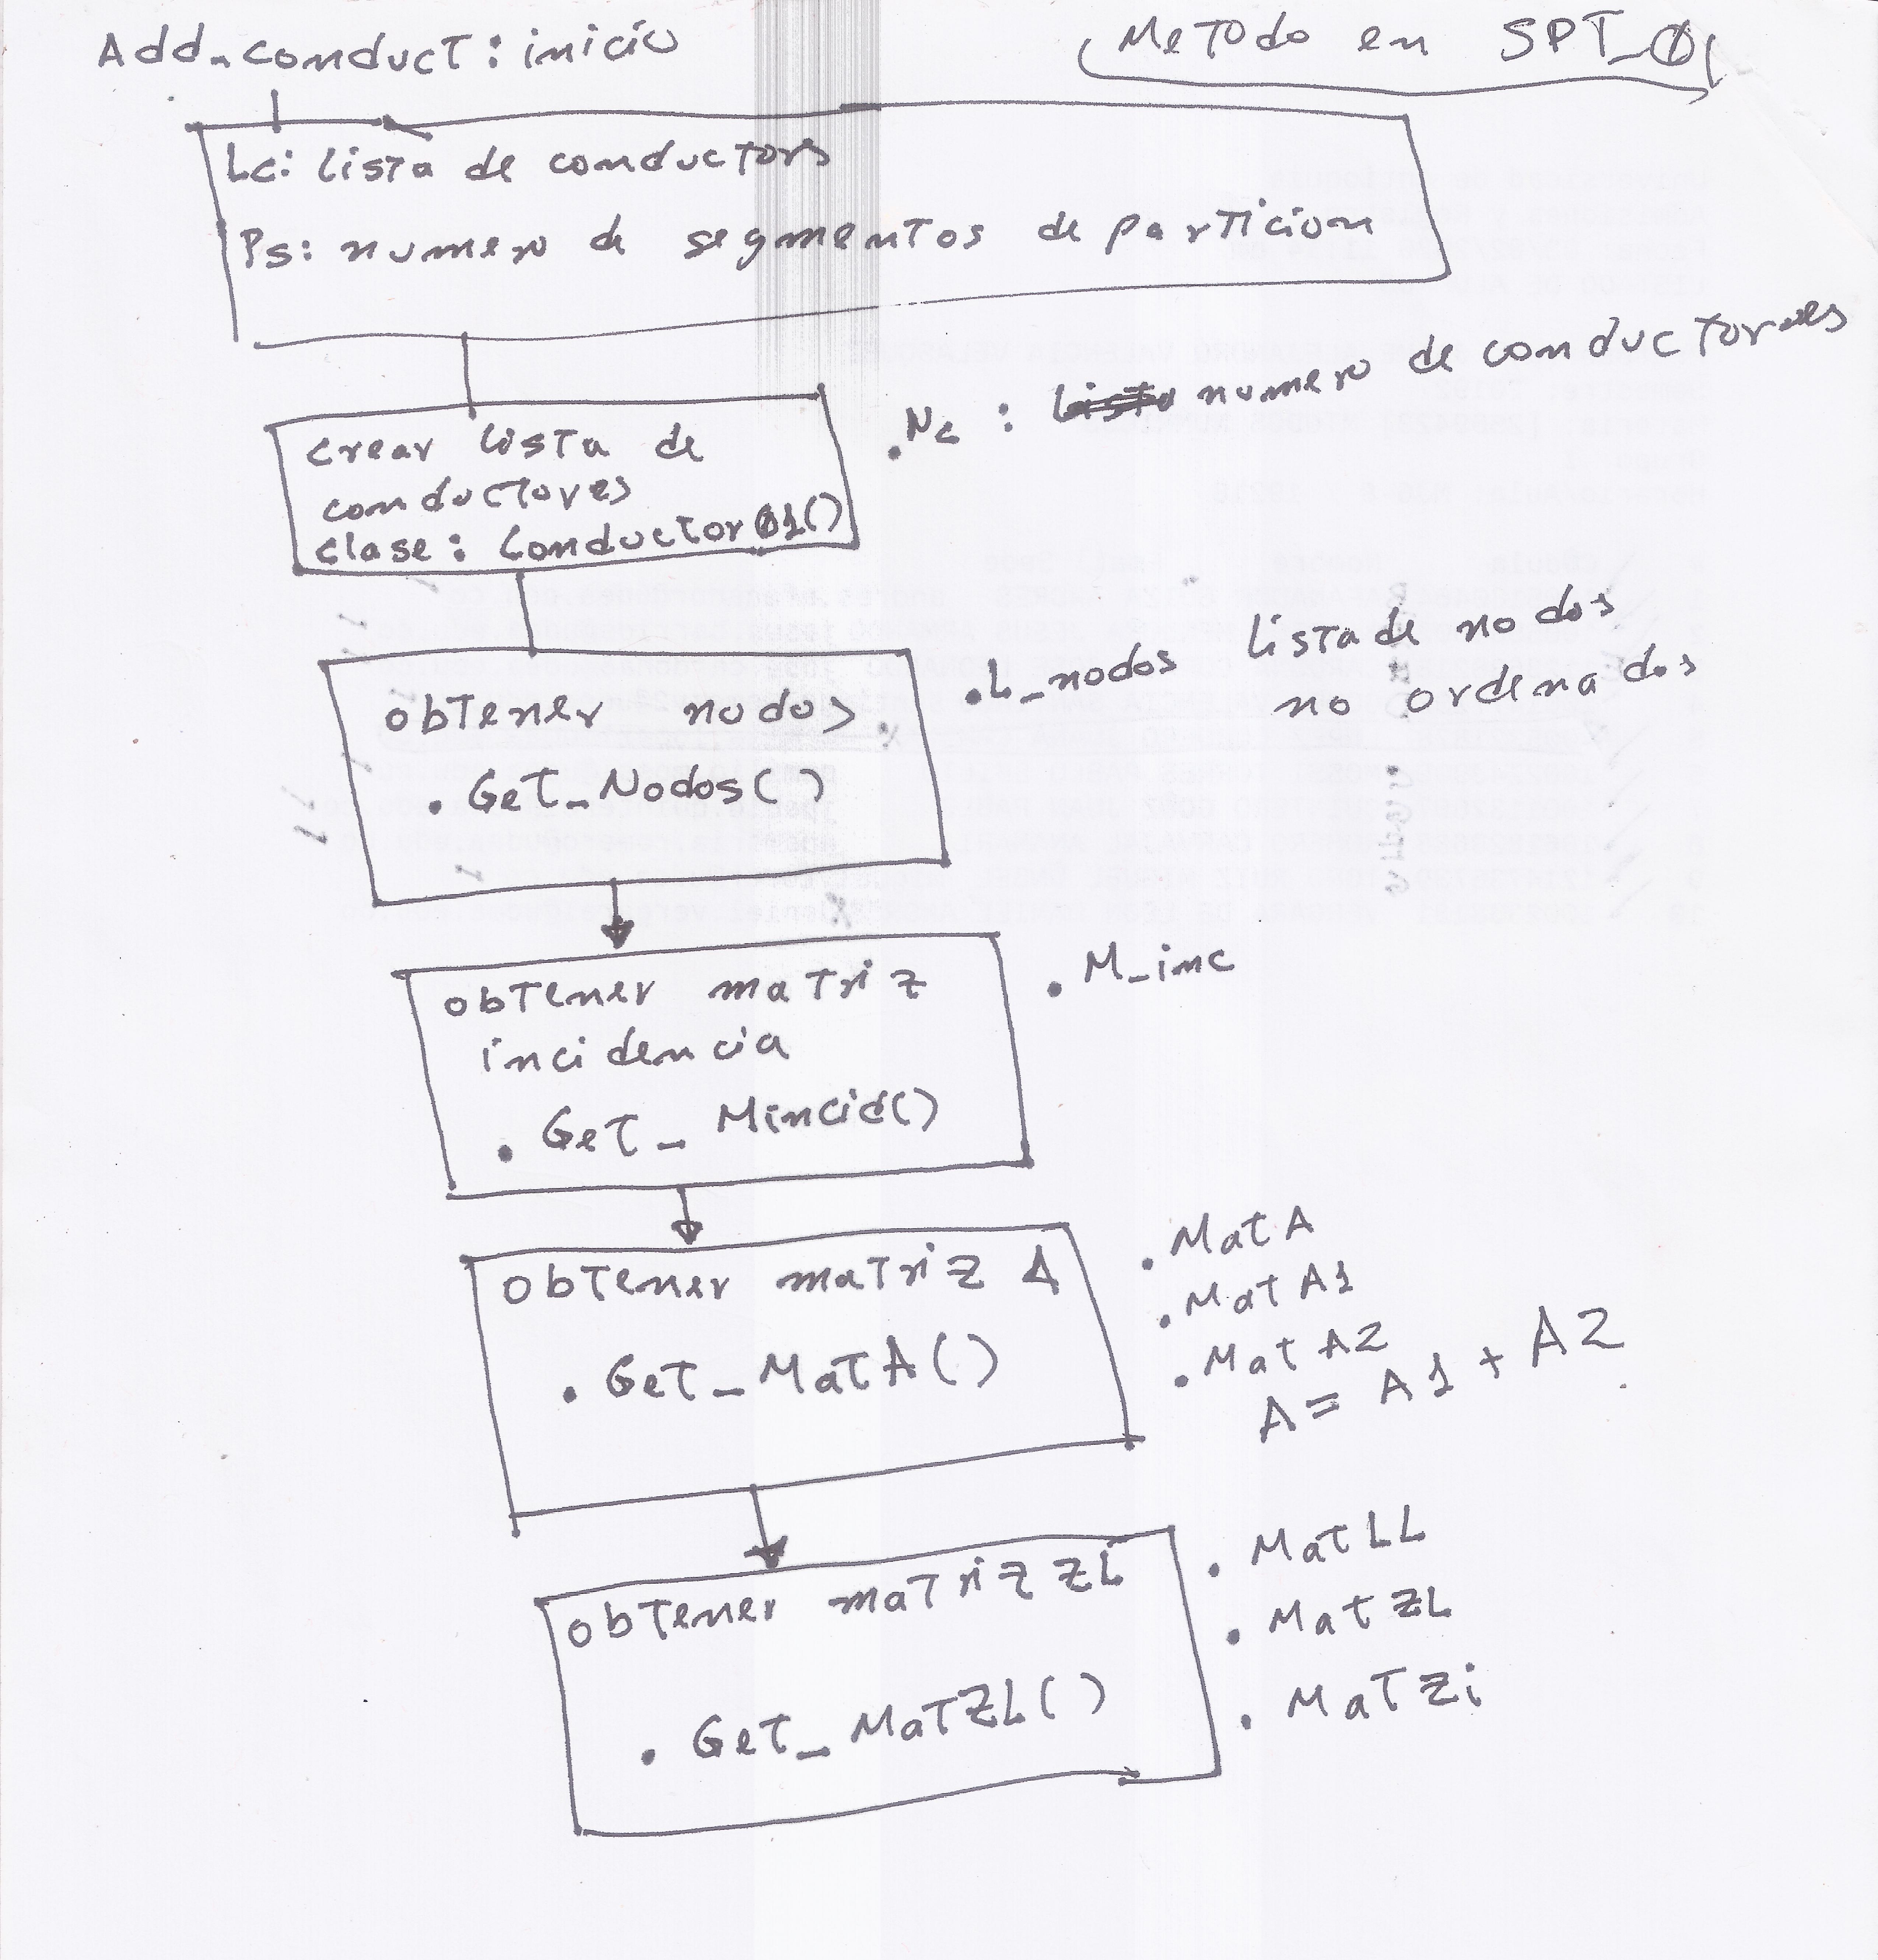 Add_conduct: inicio
Metodo en SPT_01
Lc: lista de conductors
Ps: numero de segmentos de particion
crear lista de
conductores
clase: Conductor01()
.Nc : numero de conductores
obtener nodos.
. Get_Nodos()
.L_nodos lista de nodos
no ordenados
obtener matriz
incidencia
. Get_Mincid()
. M_inc
obtener matriz A
. Get_MatA()
. MatA
. MatA1
. MatA2
A = A1 + A2
obtener matriz ZL
. Get_MatZL()
. MatLL
. MatZL
. MatZi